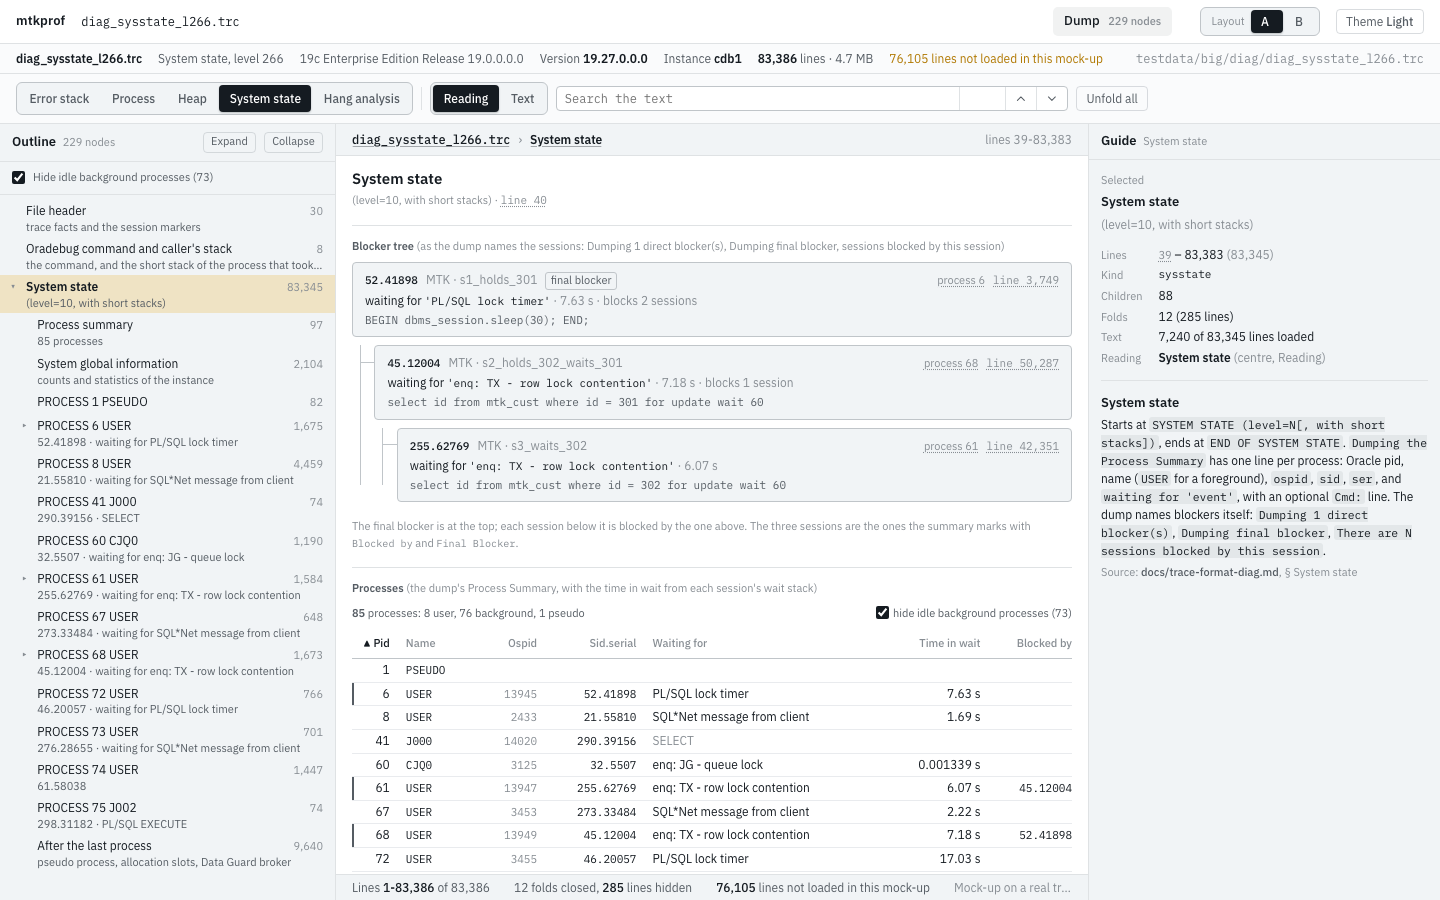 mtkprof diag_sysstate_l266.trc Dump 229 nodes Layout A B Theme Light
diag_sysstate_l266.trc System state, level 266 19c Enterprise Edition Release 19.0.0.0.0 Version 19.27.0.0.0 Instance cdb1 83,386 lines · 4.7 MB 76,105 lines not loaded in this mock-up testdata/big/diag/diag_sysstate_l266.trc
Error stack Process Heap System state Hang analysis Reading Text Search the text Unfold all
Outline 229 nodes Expand Collapse
Hide idle background processes (73)
File header 30
trace facts and the session markers
Oradebug command and caller's stack 8
the command, and the short stack of the process that took...
System state 83,345
(level=10, with short stacks)
Process summary 97
85 processes
System global information 2,104
counts and statistics of the instance
PROCESS 1 PSEUDO 82
PROCESS 6 USER 1,675
52.41898 · waiting for PL/SQL lock timer
PROCESS 8 USER 4,459
21.55810 · waiting for SQL*Net message from client
PROCESS 41 J000 74
290.39156 · SELECT
PROCESS 60 CJQ0 1,190
32.5507 · waiting for enq: JG - queue lock
PROCESS 61 USER 1,584
255.62769 · waiting for enq: TX - row lock contention
PROCESS 67 USER 648
273.33484 · waiting for SQL*Net message from client
PROCESS 68 USER 1,673
45.12004 · waiting for enq: TX - row lock contention
PROCESS 72 USER 766
46.20057 · waiting for PL/SQL lock timer
PROCESS 73 USER 701
276.28655 · waiting for SQL*Net message from client
PROCESS 74 USER 1,447
61.58038
PROCESS 75 J002 74
298.31182 · PL/SQL EXECUTE
After the last process 9,640
pseudo process, allocation slots, Data Guard broker
diag_sysstate_l266.trc › System state lines 39-83,383
System state
(level=10, with short stacks) · line 40
Blocker tree (as the dump names the sessions: Dumping 1 direct blocker(s), Dumping final blocker, sessions blocked by this session)
52.41898 MTK · s1_holds_301 final blocker process 6 line 3,749
waiting for 'PL/SQL lock timer' · 7.63 s · blocks 2 sessions
BEGIN dbms_session.sleep(30); END;
45.12004 MTK · s2_holds_302_waits_301 process 68 line 50,287
waiting for 'enq: TX - row lock contention' · 7.18 s · blocks 1 session
select id from mtk_cust where id = 301 for update wait 60
255.62769 MTK · s3_waits_302 process 61 line 42,351
waiting for 'enq: TX - row lock contention' · 6.07 s
select id from mtk_cust where id = 302 for update wait 60
The final blocker is at the top; each session below it is blocked by the one above. The three sessions are the ones the summary marks with
Blocked by and Final Blocker.
Processes (the dump's Process Summary, with the time in wait from each session's wait stack)
85 processes: 8 user, 76 background, 1 pseudo hide idle background processes (73)
▲ Pid Name Ospid Sid.serial Waiting for Time in wait Blocked by
1 PSEUDO
6 USER 13945 52.41898 PL/SQL lock timer 7.63 s
8 USER 2433 21.55810 SQL*Net message from client 1.69 s
41 J000 14020 290.39156 SELECT
60 CJQ0 3125 32.5507 enq: JG - queue lock 0.001339 s
61 USER 13947 255.62769 enq: TX - row lock contention 6.07 s 45.12004
67 USER 3453 273.33484 SQL*Net message from client 2.22 s
68 USER 13949 45.12004 enq: TX - row lock contention 7.18 s 52.41898
72 USER 3455 46.20057 PL/SQL lock timer 17.03 s
Lines 1-83,386 of 83,386 12 folds closed, 285 lines hidden 76,105 lines not loaded in this mock-up Mock-up on a real tr...
Guide System state
Selected
System state
(level=10, with short stacks)
Lines 39 – 83,383 (83,345)
Kind sysstate
Children 88
Folds 12 (285 lines)
Text 7,240 of 83,345 lines loaded
Reading System state (centre, Reading)
System state
Starts at SYSTEM STATE (level=N[, with short
stacks]), ends at END OF SYSTEM STATE. Dumping the
Process Summary has one line per process: Oracle pid,
name (USER for a foreground), ospid, sid, ser, and
waiting for 'event', with an optional Cmd: line. The
dump names blockers itself: Dumping 1 direct
blocker(s), Dumping final blocker, There are N
sessions blocked by this session.
Source: docs/trace-format-diag.md, § System state